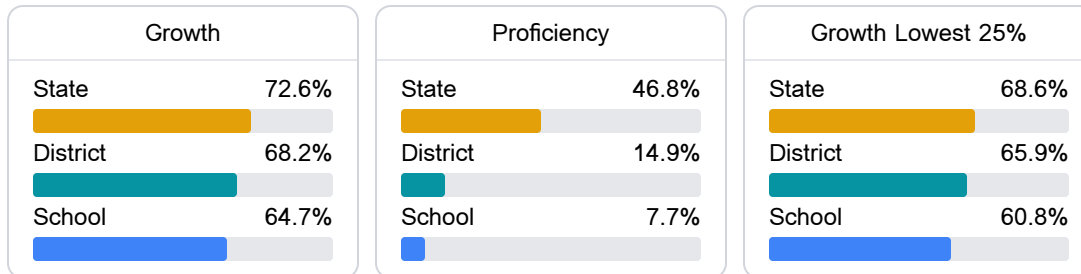 Growth
State 72.6%
District 68.2%
School 64.7%
Proficiency
State 46.8%
District 14.9%
School 7.7%
Growth Lowest 25%
State 68.6%
District 65.9%
School 60.8%